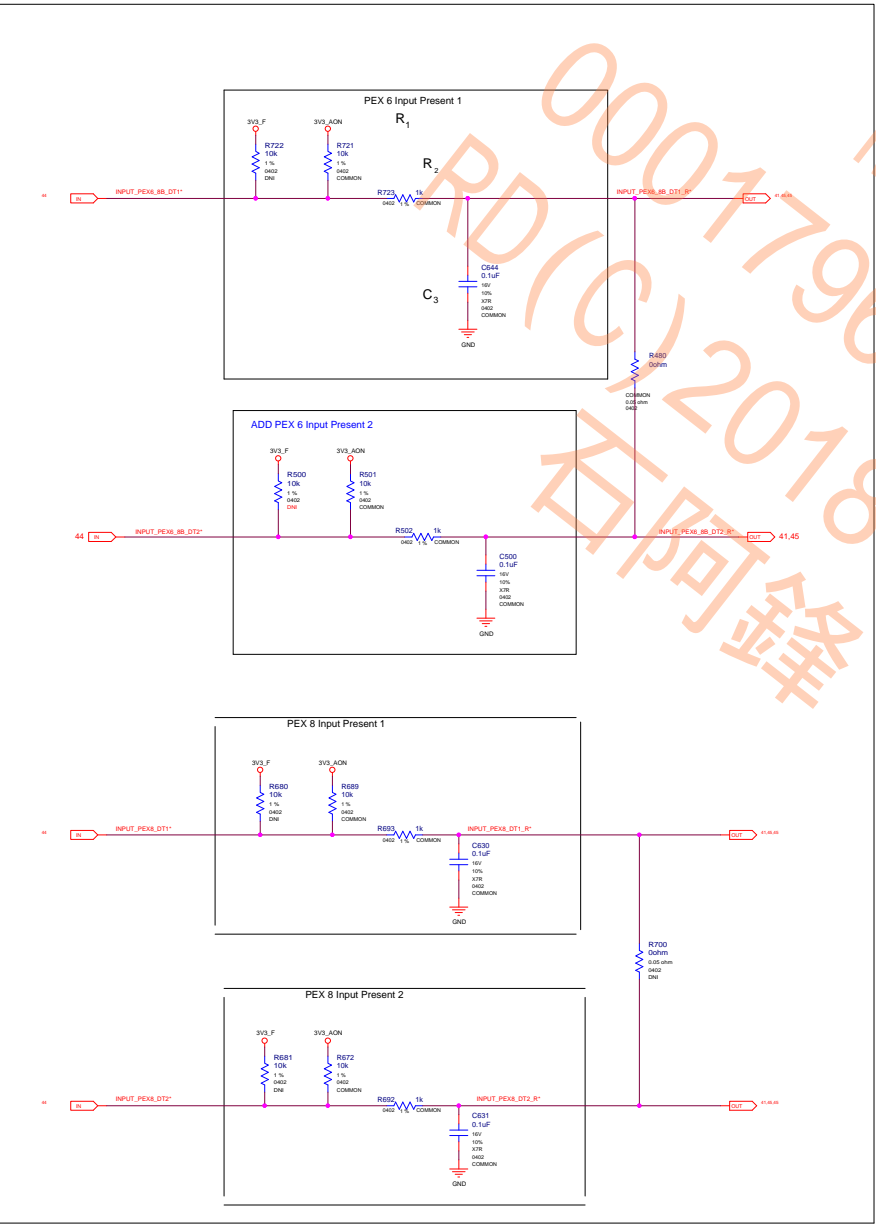 PEX 6 Input Present 1
R1
3V3_F
3V3_AON
R722
10k
1 %
0402
DNI
R721
10k
1 %
0402
COMMON
R2
44
IN
INPUT_PEX6_8B_DT1*
R723
1k
0402
1 %
COMMON
INPUT_PEX6_8B_DT1_R*
OUT
C644
0.1uF
16V
10%
X7R
0402
COMMON
C3
GND
R480
0ohm
COMMON
0.05 ohm
0402
ADD PEX 6 Input Present 2
3V3_F
3V3_AON
R500
10k
1 %
0402
DNI
R501
10k
1 %
0402
COMMON
44
IN
INPUT_PEX6_8B_DT2*
R502
1k
0402
1 %
COMMON
INPUT_PEX6_8B_DT2_R*
OUT
41,45
C500
0.1uF
16V
10%
X7R
0402
COMMON
GND
PEX 8 Input Present 1
3V3_F
3V3_AON
R680
10k
1 %
0402
DNI
R689
10k
1 %
0402
COMMON
44
IN
INPUT_PEX8_DT1*
R693
1k
0402
1 %
COMMON
INPUT_PEX8_DT1_R*
OUT
C630
0.1uF
16V
10%
X7R
0402
COMMON
GND
R700
0ohm
0.05 ohm
0402
DNI
PEX 8 Input Present 2
3V3_F
3V3_AON
R681
10k
1 %
0402
DNI
R672
10k
1 %
0402
COMMON
44
IN
INPUT_PEX8_DT2*
R692
1k
0402
1 %
COMMON
INPUT_PEX8_DT2_R*
OUT
C631
0.1uF
16V
10%
X7R
0402
COMMON
GND
0001796
RD(C)2018
石阿鋒